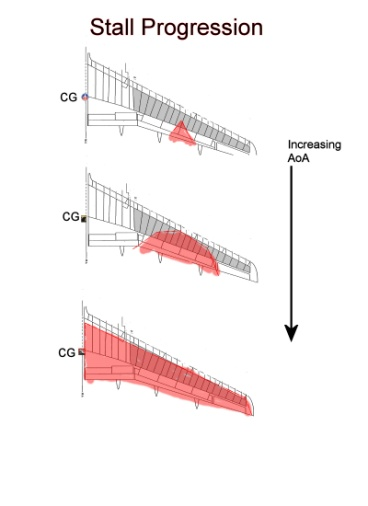 Stall Progression
CG
Increasing
AoA
CG
CG